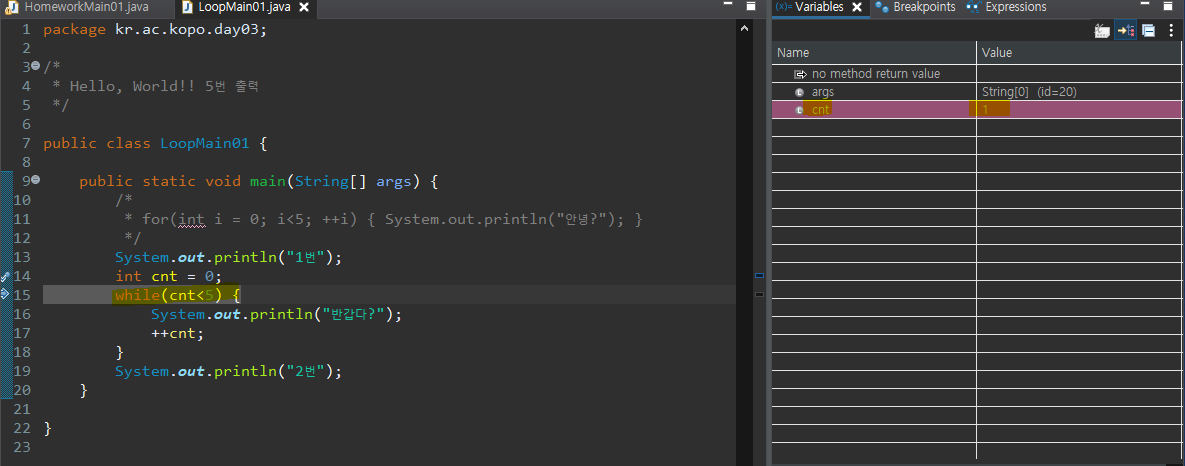 HomeworkMain01.java LoopMain01.java
1 package kr.ac.kopo.day03;
2
3 /*
4 * Hello, World!! 5번 출력
5 */
6
7 public class LoopMain01 {
8
9 public static void main(String[] args) {
10 /*
11 * for(int i = 0; i<5; ++i) { System.out.println("안녕?"); }
12 */
13 System.out.println("1번");
14 int cnt = 0;
15 while(cnt<5) {
16 System.out.println("반갑다?");
17 ++cnt;
18 }
19 System.out.println("2번");
20 }
21
22 }
23
(x)= Variables Breakpoints Expressions
Name Value
no method return value
args String[0] (id=20)
cnt 1